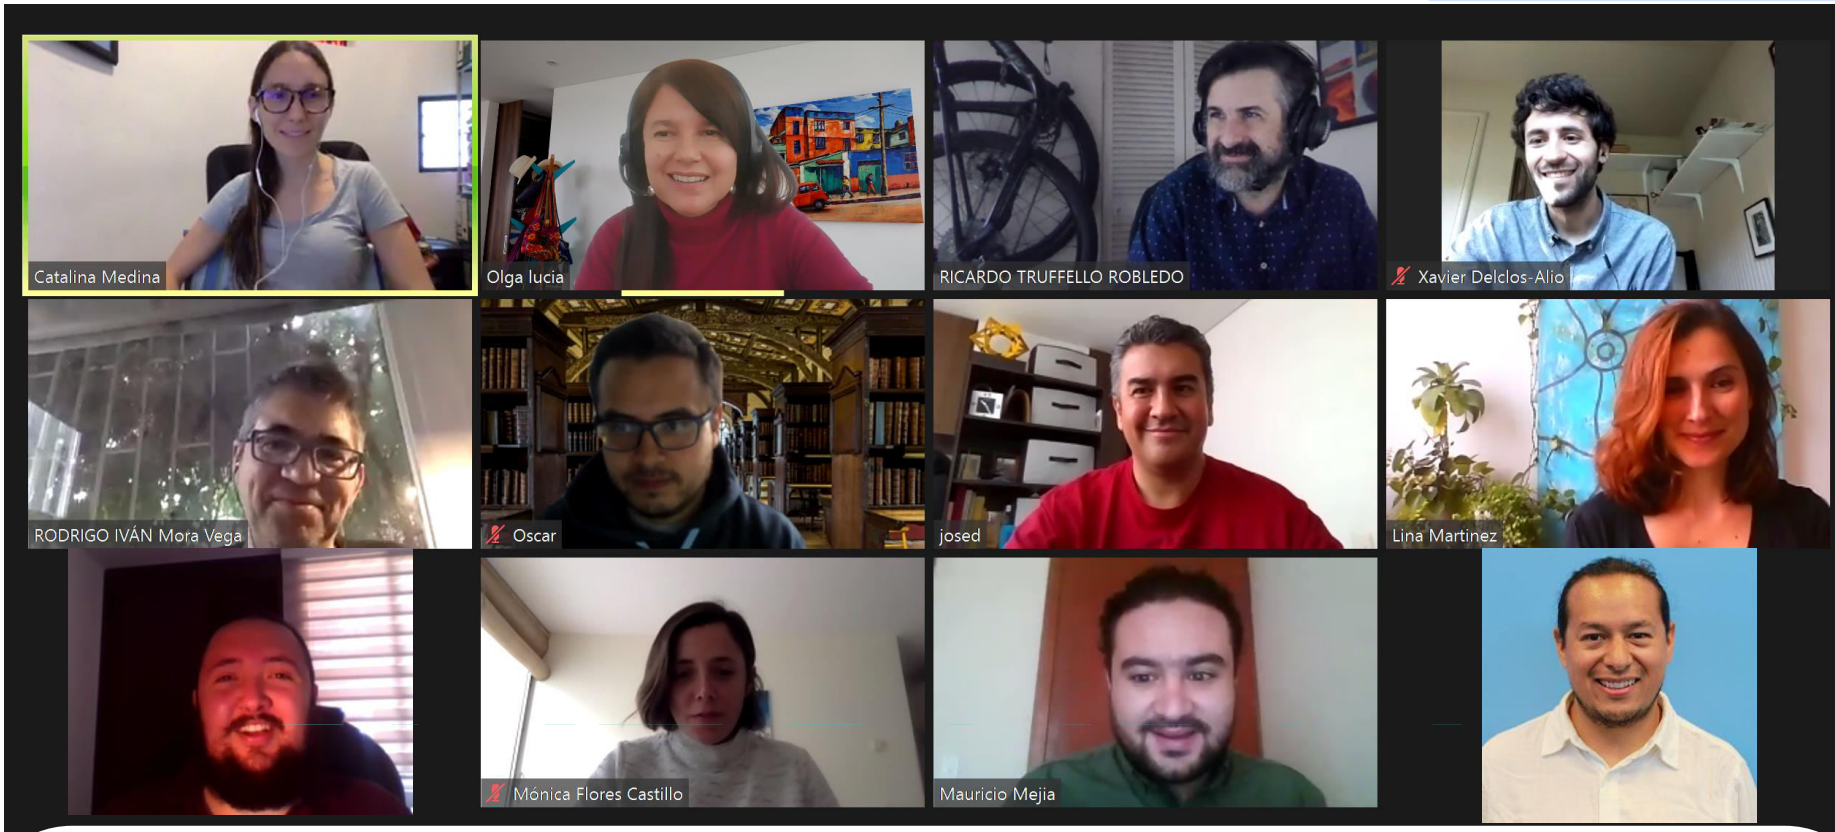 Catalina Medina
Olga lucia
RICARDO TRUFFELLO ROBLEDO
Xavier Delclos-Alio
RODRIGO IVÁN Mora Vega
Oscar
josed
Lina Martinez
Mónica Flores Castillo
Mauricio Mejia